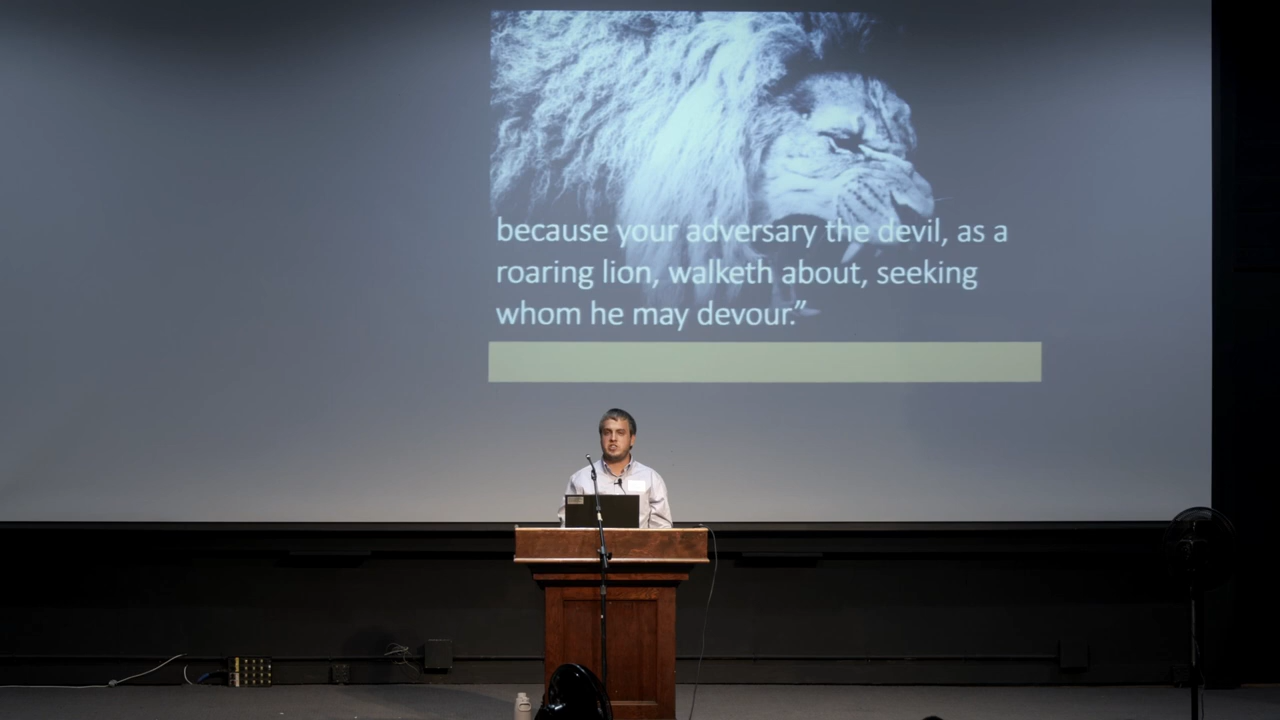 because your adversary the devil, as a
roaring lion, walketh about, seeking
whom he may devour.”